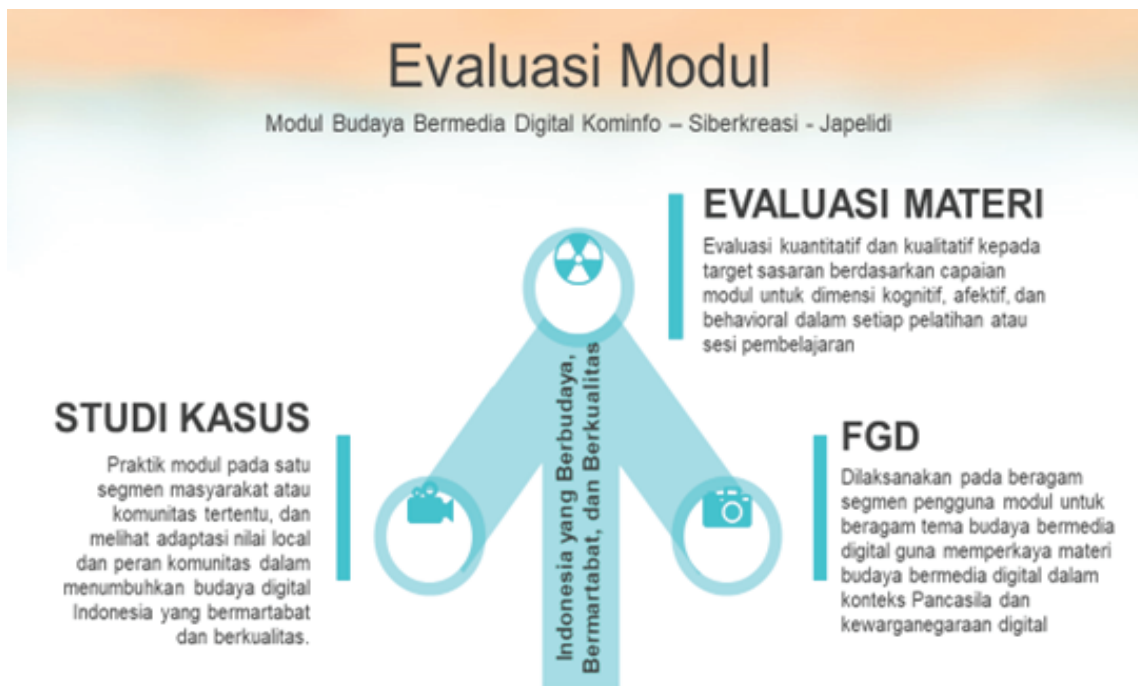 Evaluasi Modul
Modul Budaya Bermedia Digital Kominfo – Siberkreasi - Japelidi
EVALUASI MATERI
Evaluasi kuantitatif dan kualitatif kepada
target sasaran berdasarkan capaian
modul untuk dimensi kognitif, afektif, dan
behavioral dalam setiap pelatihan atau
sesi pembelajaran
STUDI KASUS
Praktik modul pada satu
segmen masyarakat atau
komunitas tertentu, dan
melihat adaptasi nilai local
dan peran komunitas dalam
menumbuhkan budaya digital
Indonesia yang bermartabat
dan berkualitas.
Indonesia yang Berbudaya,
Bermartabat, dan Berkualitas
FGD
Dilaksanakan pada beragam
segmen pengguna modul untuk
beragam tema budaya bermedia
digital guna memperkaya materi
budaya bermedia digital dalam
konteks Pancasila dan
kewarganegaraan digital